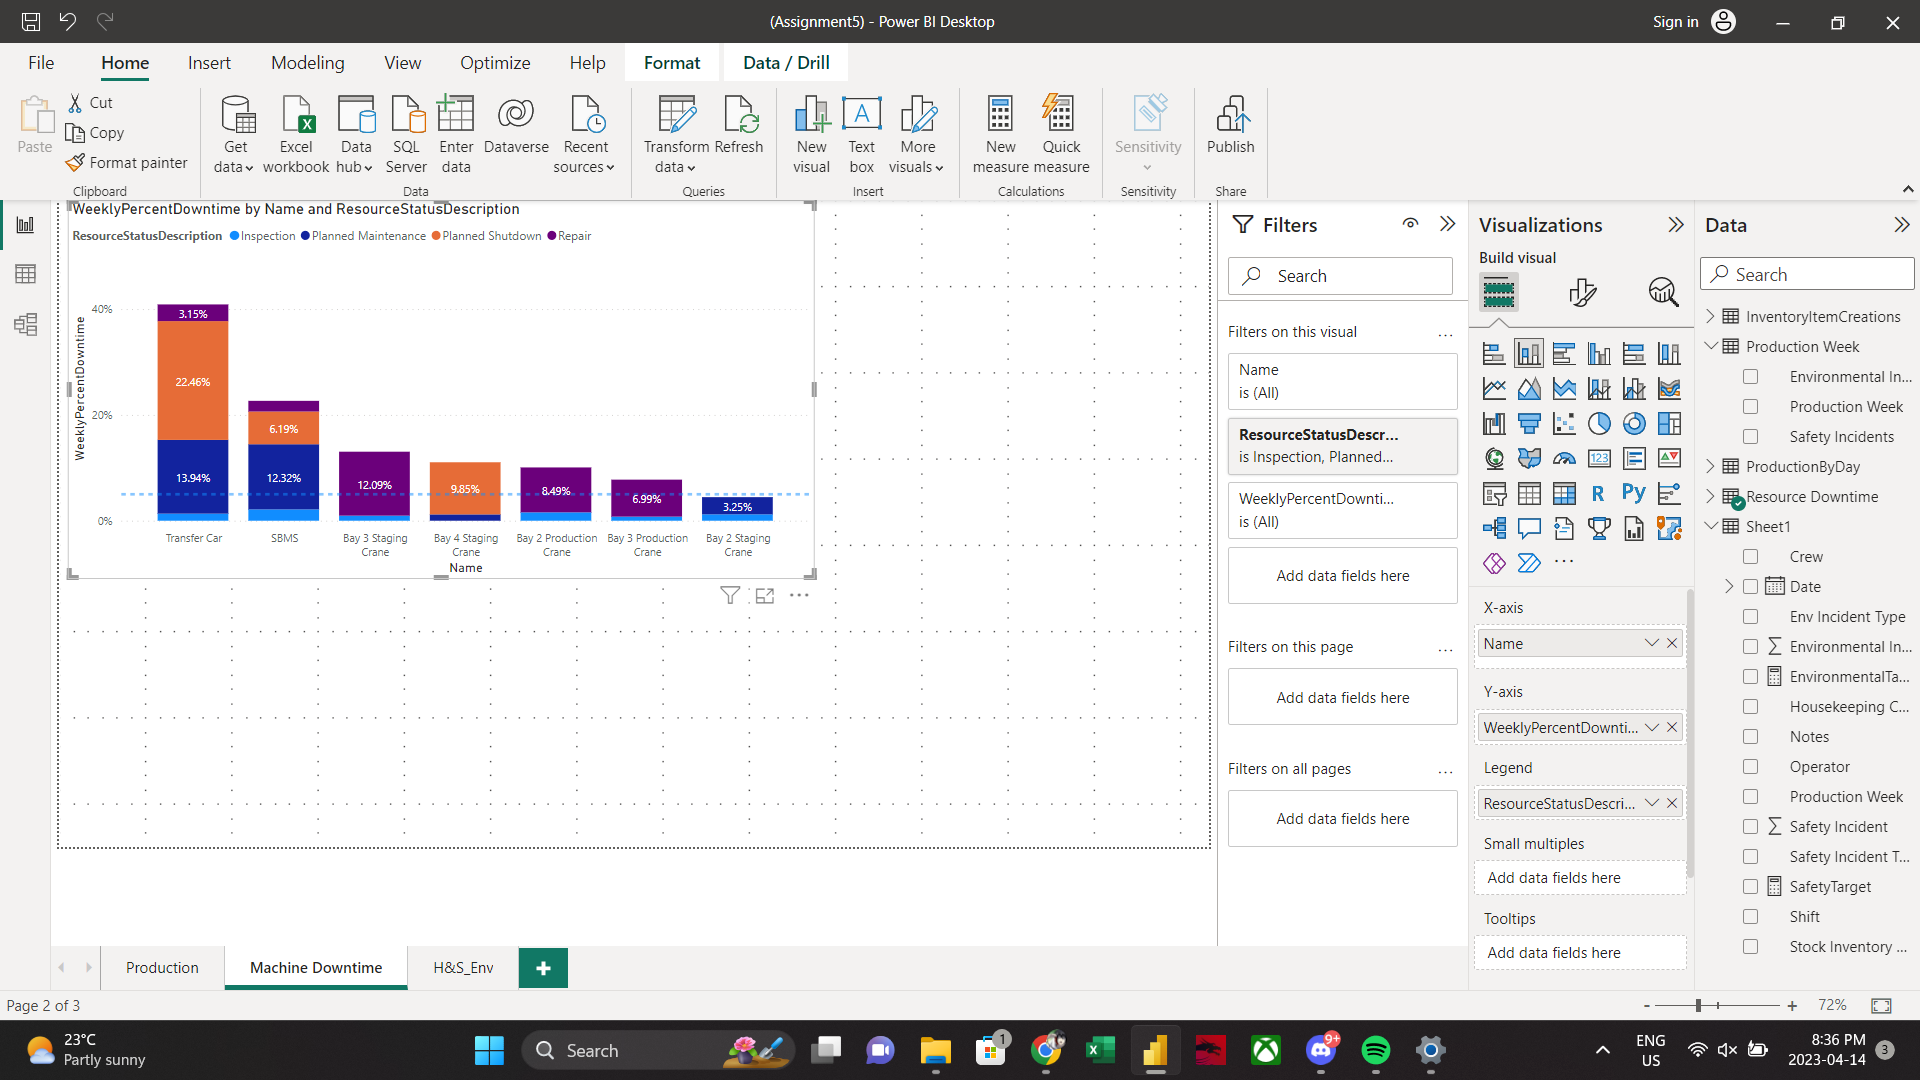 (Assignment5) - Power BI Desktop
Sign in
File Home Insert Modeling View Optimize Help Format Data / Drill
Paste
Cut
Copy
Format painter
Clipboard
Get data
Excel workbook
Data hub
SQL Server
Enter data
Dataverse
Recent sources
Data
Transform data
Refresh
Queries
New visual
A
Text box
More visuals
Insert
New measure
Quick measure
Calculations
Sensitivity
Sensitivity
Publish
Share
WeeklyPercentDowntime by Name and ResourceStatusDescription
ResourceStatusDescription Inspection Planned Maintenance Planned Shutdown Repair
WeeklyPercentDowntime
40%
20%
0%
3.15%
22.46%
13.94%
6.19%
12.32%
12.09%
9.85%
8.49%
6.99%
3.25%
Transfer Car
SBMS
Bay 3 Staging Crane
Bay 4 Staging Crane
Bay 2 Production Crane
Bay 3 Production Crane
Bay 2 Staging Crane
Name
Filters
Search
Filters on this visual
Name
is (All)
ResourceStatusDescr...
is Inspection, Planned...
WeeklyPercentDownti...
is (All)
Add data fields here
Filters on this page
Add data fields here
Filters on all pages
Add data fields here
Visualizations
Build visual
123
R
Py
X-axis
Name
Y-axis
WeeklyPercentDownti...
Legend
ResourceStatusDescri...
Small multiples
Add data fields here
Tooltips
Add data fields here
Data
Search
InventoryItemCreations
Production Week
Environmental In...
Production Week
Safety Incidents
ProductionByDay
Resource Downtime
Sheet1
Crew
Date
Env Incident Type
Environmental In...
EnvironmentalTa...
Housekeeping C...
Notes
Operator
Production Week
Safety Incident
Safety Incident T...
SafetyTarget
Shift
Stock Inventory ...
Production Machine Downtime H&S_Env
Page 2 of 3
72%
23°C
Partly sunny
Search
1
9+
ENG
US
8:36 PM
2023-04-14
3